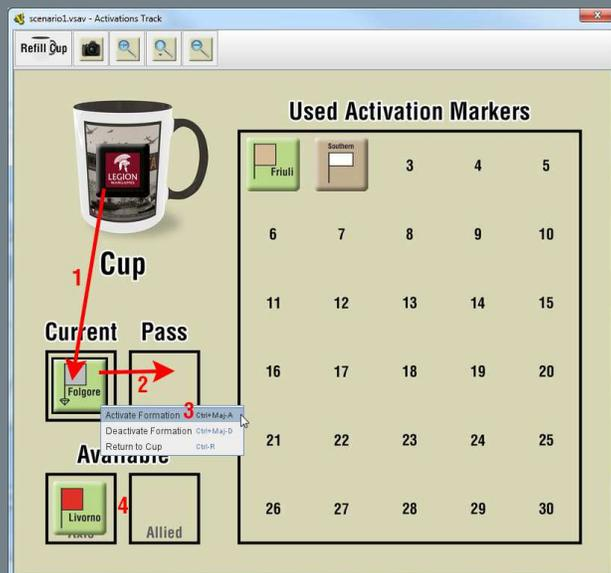 scenario1.vsav - Activations Track
Refill Cup
Used Activation Markers
LEGION
WARGAMES
Friuli
Southern
3 4 5
6 7 8 9 10
11 12 13 14 15
16 17 18 19 20
21 22 23 24 25
26 27 28 29 30
Cup
1
Current Pass
Folgore
2
Activate Formation 3 Ctrl+Maj-A
Deactivate Formation Ctrl+Maj-D
Return to Cup Ctrl-R
Available
Livorno
4
Axis
Allied